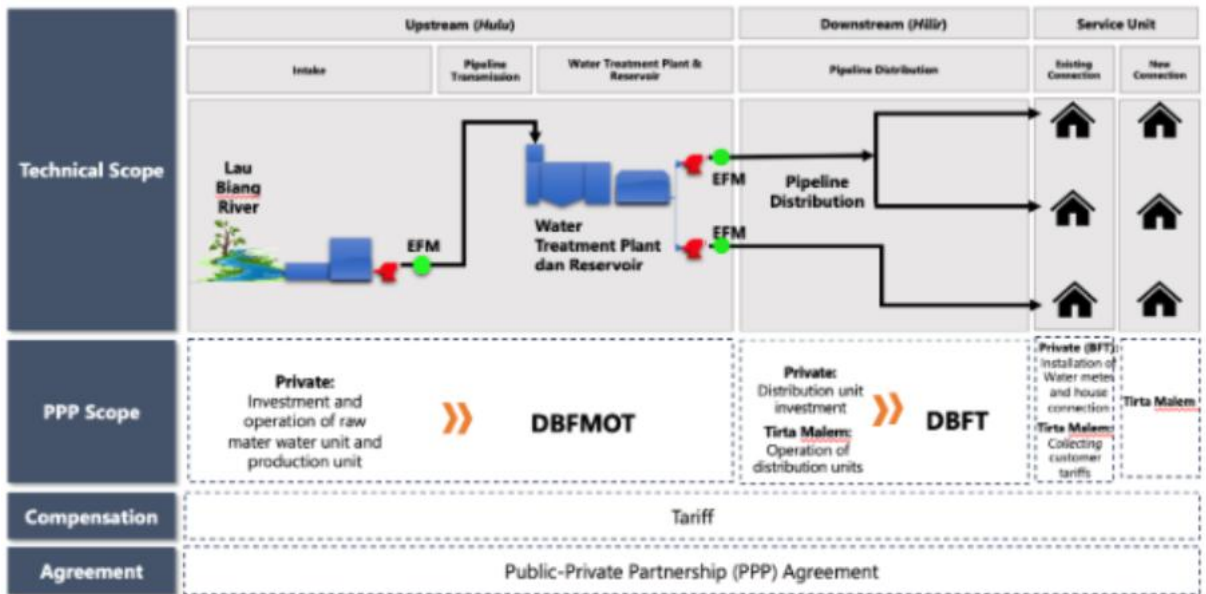 Upstream (Hulu)
Downstream (Hilir)
Service Unit
Intake
Pipeline
Transmission
Water Treatment Plant &
Reservoir
Pipeline Distribution
Existing
Connection
New
Connection
Technical Scope
Lau
Biang
River
EFM
Water
Treatment Plant
dan Reservoir
EFM
EFM
Pipeline
Distribution
PPP Scope
Private:
Investment and
operation of raw
mater water unit and
production unit
DBFMOT
Private:
Distribution unit
investment
Tirta Malem:
Operation of
distribution units
DBFT
Private (BFT):
Installation of
Water meter
and house
connection
Tirta Malem:
Collecting
customer
tariffs
Tirta Malem
Compensation
Tariff
Agreement
Public-Private Partnership (PPP) Agreement